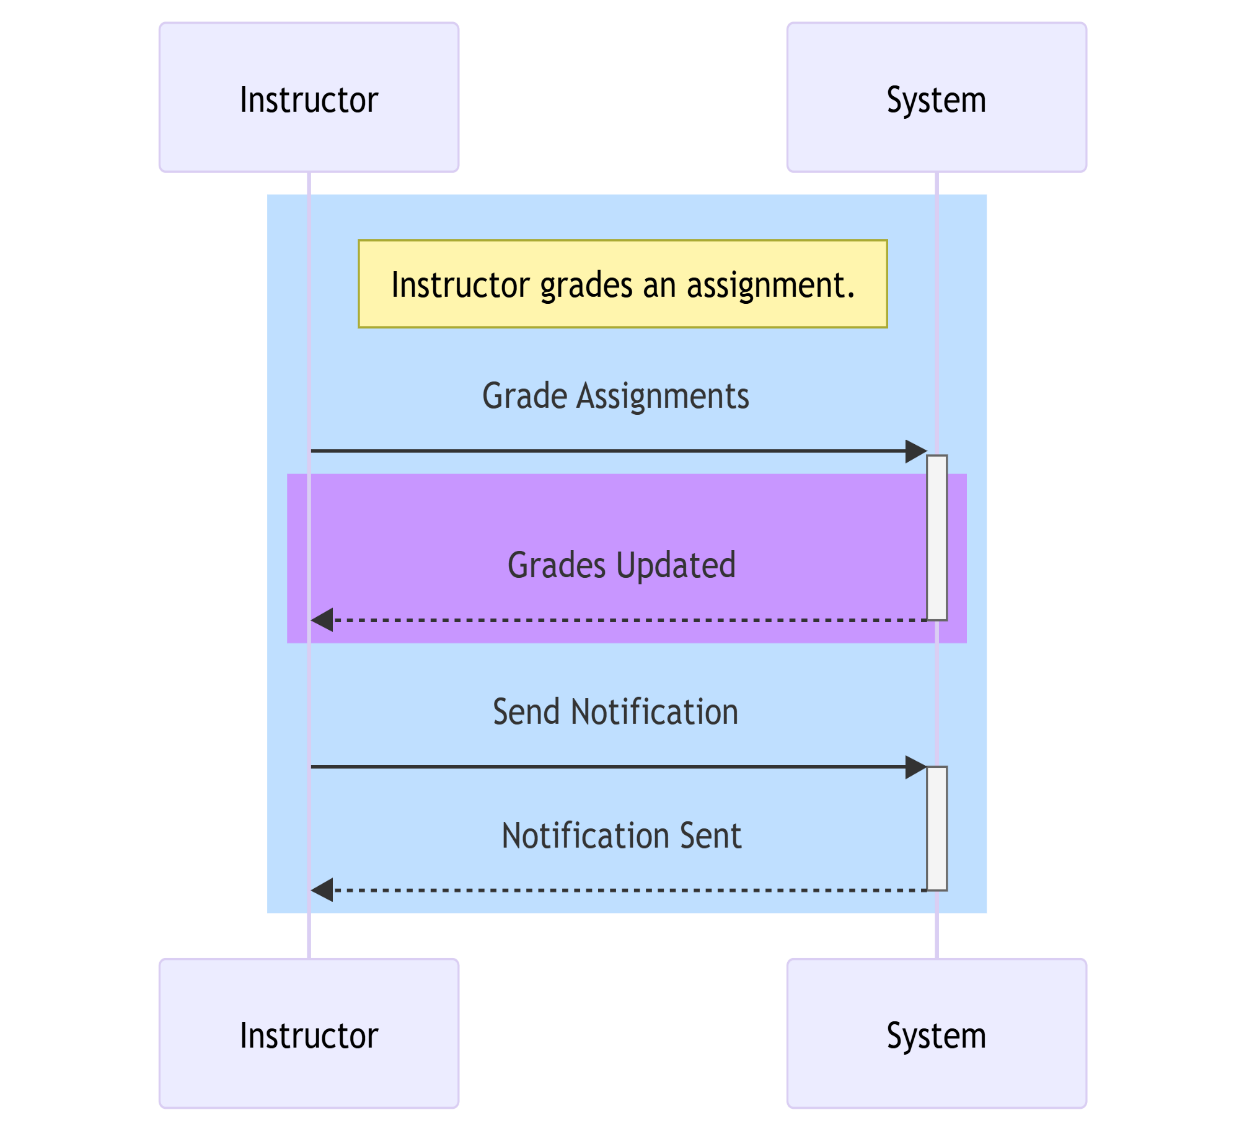 Instructor
System
Instructor grades an assignment.
Grade Assignments
Grades Updated
Send Notification
Notification Sent
Instructor
System